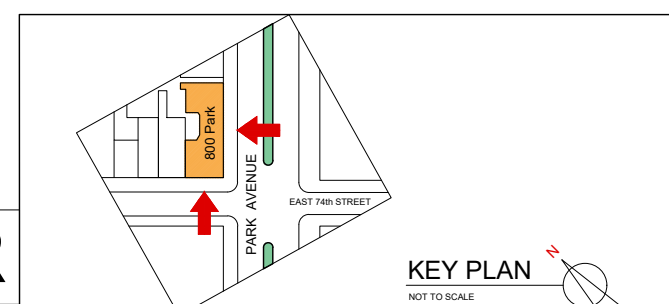 800 Park
PARK AVENUE
EAST 74th STREET
N
KEY PLAN
NOT TO SCALE